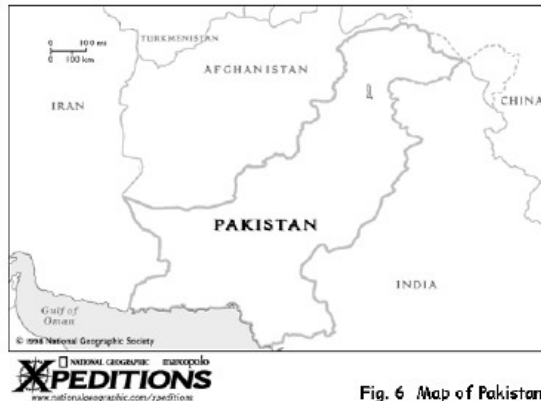 0 100 mi
0 100 km
TURKMENISTAN
AFGHANISTAN
IRAN
CHINA
PAKISTAN
INDIA
Gulf of
Oman
© 1998 National Geographic Society
NATIONAL GEOGRAPHIC marcopolo
XPEDITIONS
www.nationalgeographic.com/xpeditions
Fig. 6 Map of Pakistan